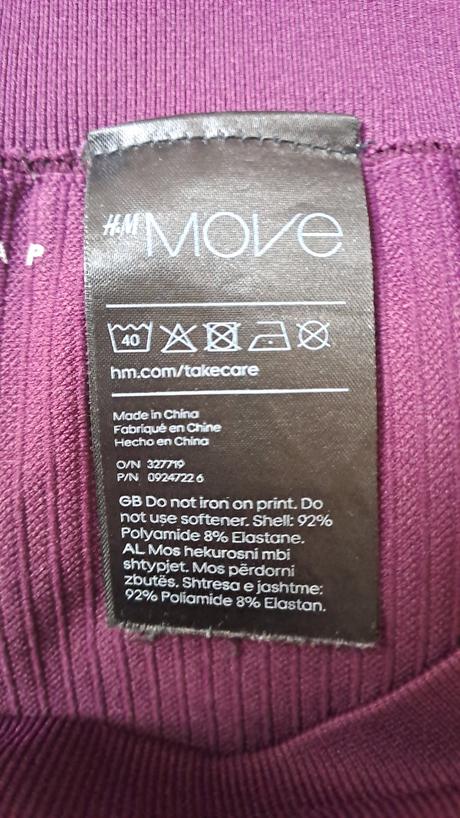 H&M MOVE
A P
40
hm.com/takecare
Made in China
Fabriqué en Chine
Hecho en China
O/N 327719
P/N 0924722 6
GB Do not iron on print. Do
not use softener. Shell: 92%
Polyamide 8% Elastane.
AL Mos hekurosni mbi
shtypjet. Mos përdorni
zbutës. Shtresa e jashtme:
92% Poliamide 8% Elastan.